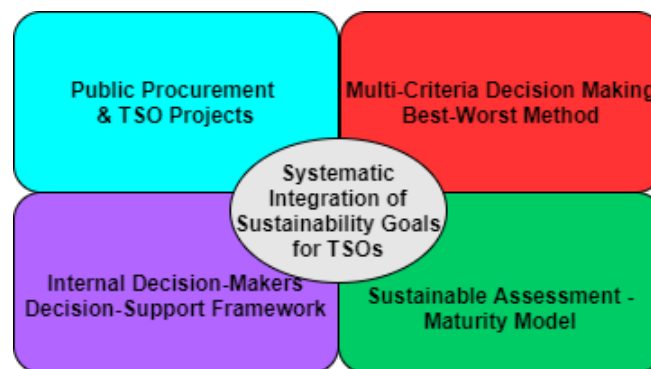 Public Procurement
& TSO Projects
Multi-Criteria Decision Making
Best-Worst Method
Systematic
Integration of
Sustainability Goals
for TSOs
Internal Decision-Makers
Decision-Support Framework
Sustainable Assessment -
Maturity Model